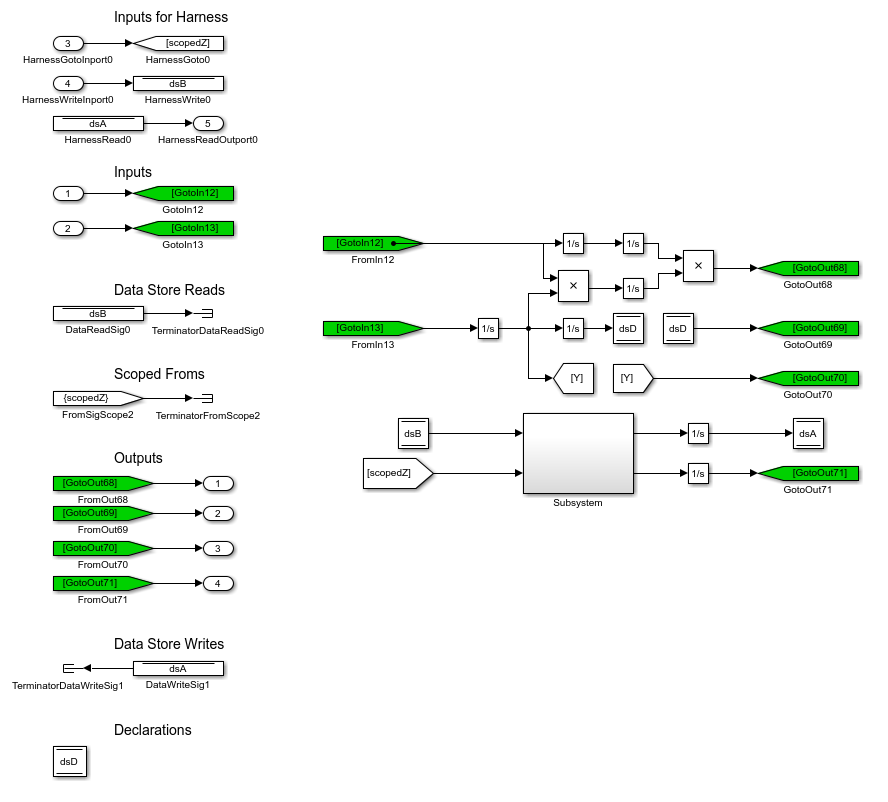 Inputs for Harness
3
[scopedZ]
HarnessGotoInport0
HarnessGoto0
4
dsB
HarnessWriteInport0
HarnessWrite0
dsA
5
HarnessRead0
HarnessReadOutport0
Inputs
1
[GotoIn12]
GotoIn12
2
[GotoIn13]
GotoIn13
Data Store Reads
dsB
DataReadSig0
TerminatorDataReadSig0
Scoped Froms
{scopedZ}
FromSigScope2
TerminatorFromScope2
Outputs
[GotoOut68]
1
FromOut68
[GotoOut69]
2
FromOut69
[GotoOut70]
3
FromOut70
[GotoOut71]
4
FromOut71
Data Store Writes
dsA
TerminatorDataWriteSig1
DataWriteSig1
Declarations
dsD
[GotoIn12]
FromIn12
1/s
1/s
×
[GotoOut68]
GotoOut68
×
1/s
[GotoIn13]
FromIn13
1/s
1/s
dsD
dsD
[GotoOut69]
GotoOut69
[Y]
[Y]
[GotoOut70]
GotoOut70
dsB
1/s
dsA
[scopedZ]
1/s
[GotoOut71]
GotoOut71
Subsystem